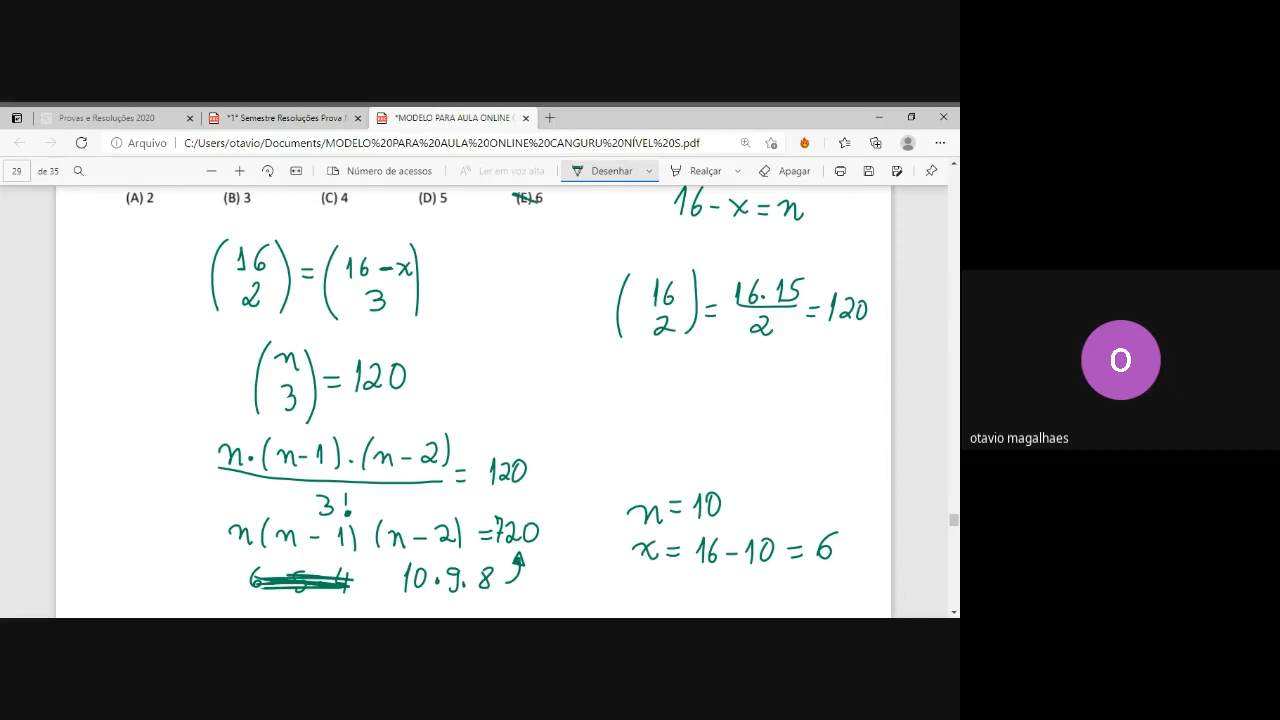 Provas e Resoluções 2020
*1° Semestre Resoluções Prova
*MODELO PARA AULA ONLINE
Arquivo C:/Users/otavio/Documents/MODELO%20PARA%20AULA%20ONLINE%20CANGURU%20NÍVEL%20S.pdf
29 de 35 Número de acessos Ler em voz alta Desenhar Realçar Apagar
(A) 2 (B) 3 (C) 4 (D) 5 (E) 6
16 - x = n
(16 2) = (16 - x 3)
(16 2) = 16 . 15 / 2 = 120
(n 3) = 120
n . (n - 1) . (n - 2) / 3! = 120
n (n - 1) (n - 2) = 720
6 5 4 10 . 9 . 8
n = 10
x = 16 - 10 = 6
O
otavio magalhaes